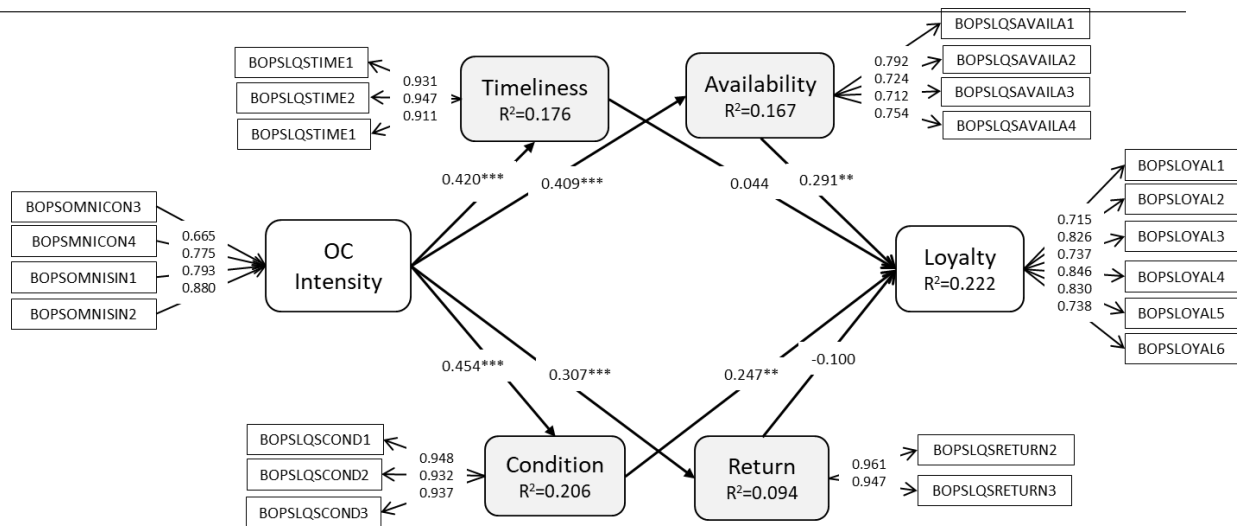 BOPSLQSTIME1
BOPSLQSTIME2
BOPSLQSTIME1
0.931
0.947
0.911
Timeliness
R²=0.176
Availability
R²=0.167
0.792
0.724
0.712
0.754
BOPSLQSAVAILA1
BOPSLQSAVAILA2
BOPSLQSAVAILA3
BOPSLQSAVAILA4
0.420***
0.409***
0.044
0.291**
BOPSOMNICON3
BOPSMNICON4
BOPSOMNISIN1
BOPSOMNISIN2
0.665
0.775
0.793
0.880
OC
Intensity
Loyalty
R²=0.222
0.715
0.826
0.737
0.846
0.830
0.738
BOPSLOYAL1
BOPSLOYAL2
BOPSLOYAL3
BOPSLOYAL4
BOPSLOYAL5
BOPSLOYAL6
0.454***
0.307***
0.247**
-0.100
BOPSLQSCOND1
BOPSLQSCOND2
BOPSLQSCOND3
0.948
0.932
0.937
Condition
R²=0.206
Return
R²=0.094
0.961
0.947
BOPSLQSRETURN2
BOPSLQSRETURN3